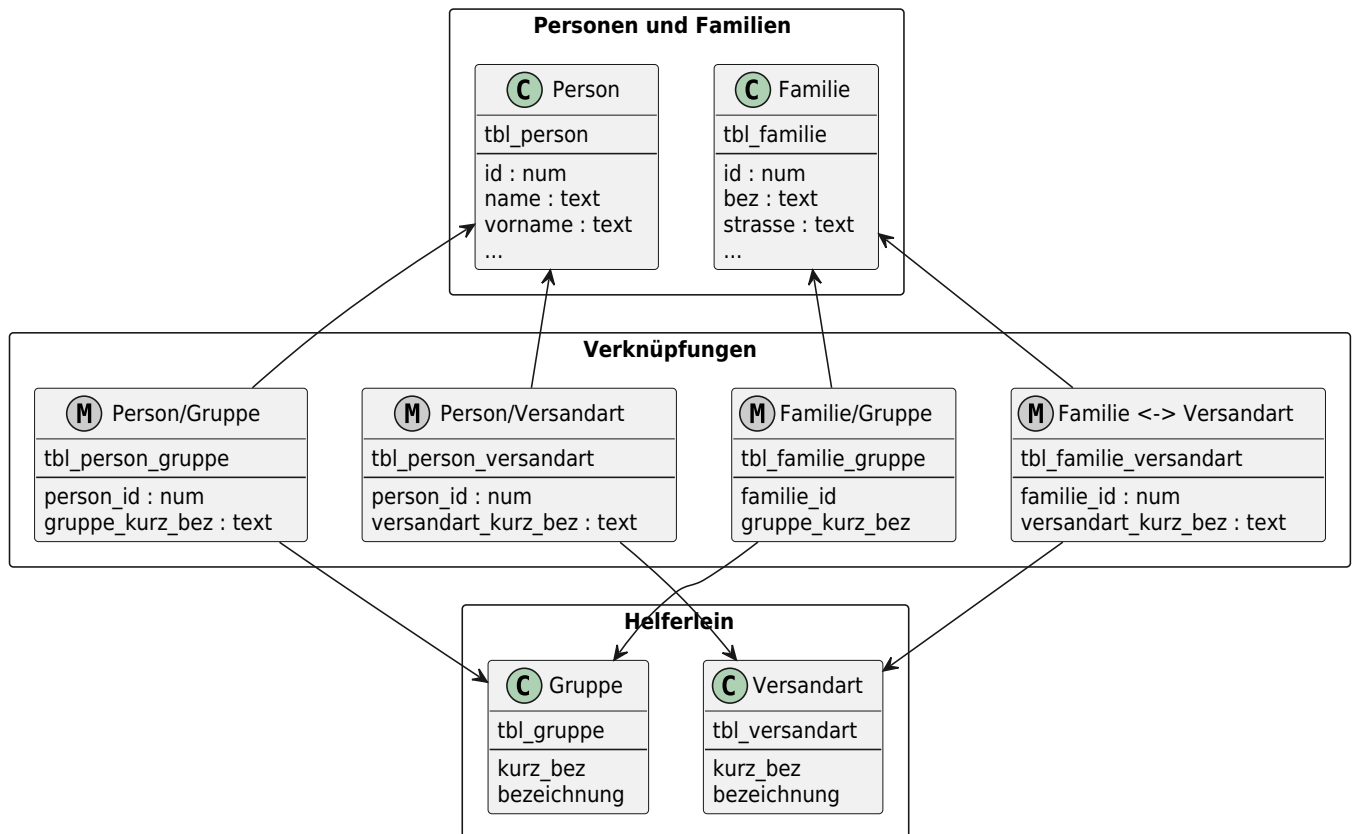 Personen und Familien
C Person
tbl_person
id : num
name : text
vorname : text
...
C Familie
tbl_familie
id : num
bez : text
strasse : text
...
Verknüpfungen
M Person/Gruppe
tbl_person_gruppe
person_id : num
gruppe_kurz_bez : text
M Person/Versandart
tbl_person_versandart
person_id : num
versandart_kurz_bez : text
M Familie/Gruppe
tbl_familie_gruppe
familie_id
gruppe_kurz_bez
M Familie <-> Versandart
tbl_familie_versandart
familie_id : num
versandart_kurz_bez : text
Helferlein
C Gruppe
tbl_gruppe
kurz_bez
bezeichnung
C Versandart
tbl_versandart
kurz_bez
bezeichnung